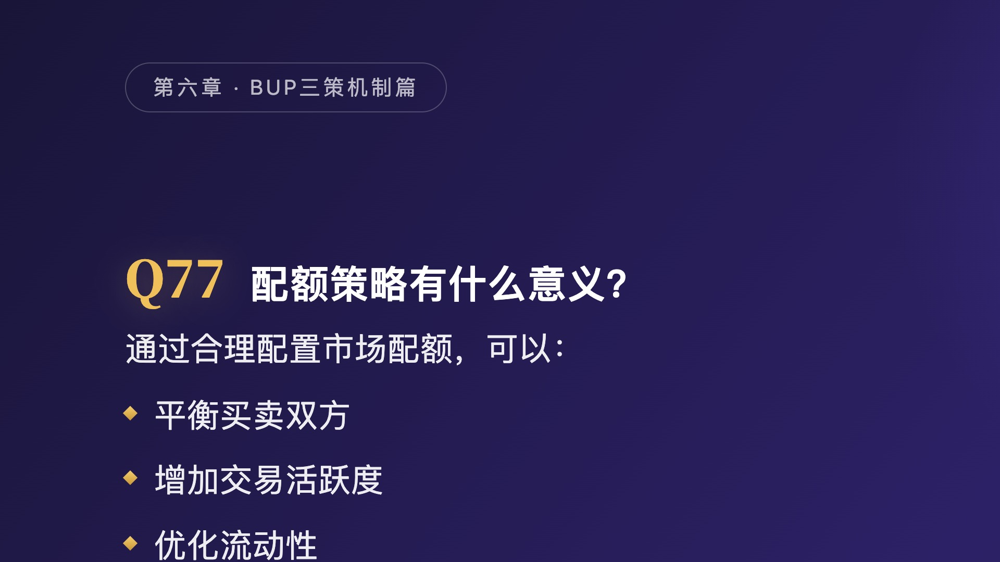 第六章 · BUP三策机制篇
Q77 配额策略有什么意义?
通过合理配置市场配额，可以：
平衡买卖双方
增加交易活跃度
优化流动性